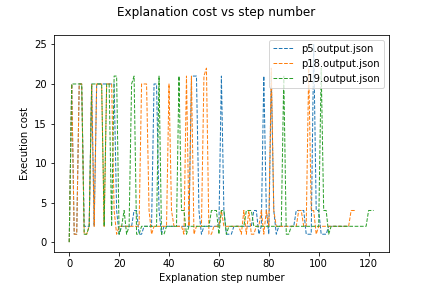 Explanation cost vs step number
p5.output.json
p18.output.json
p19.output.json
Execution cost
25
20
15
10
5
0
0
20
40
60
80
100
120
Explanation step number